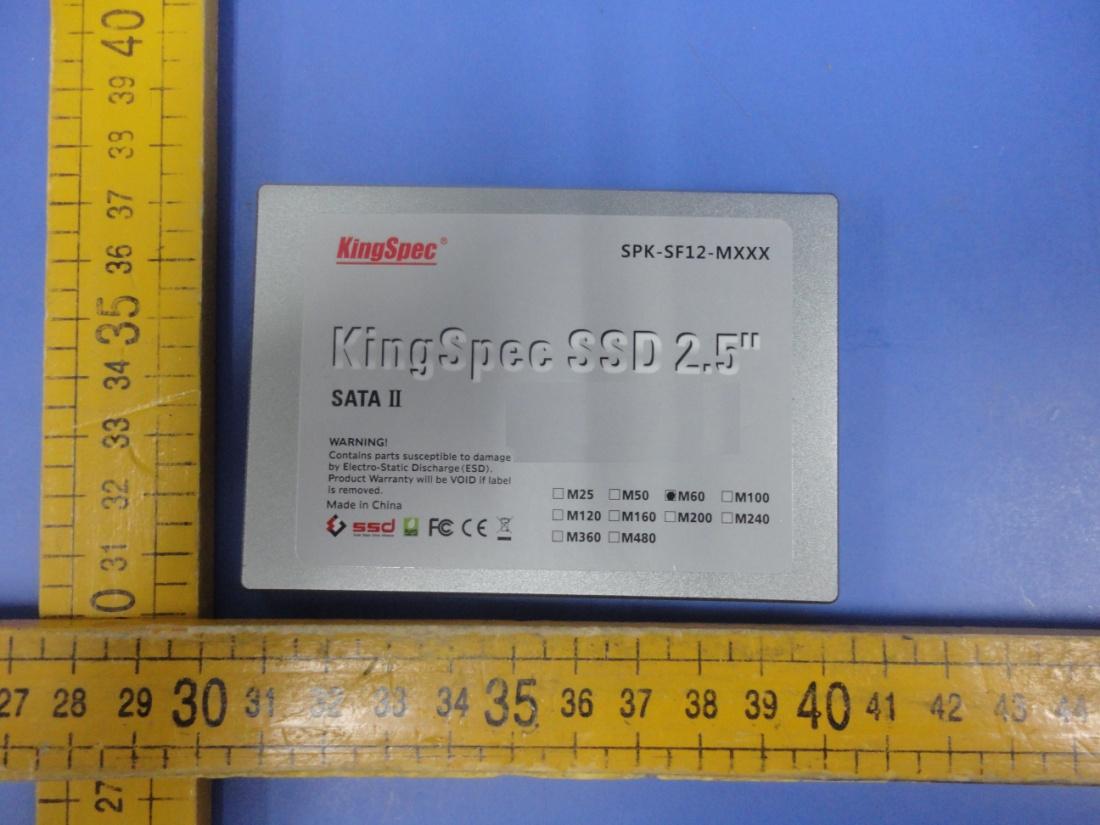 40
39
38
37
36
35
34
33
32
31
0
27
KingSpec®
SPK-SF12-MXXX
KingSpec SSD 2.5"
SATA II
WARNING!
Contains parts susceptible to damage
by Electro-Static Discharge (ESD).
Product Warranty will be VOID if label
is removed.
Made in China
ssd
FC CE
M25 M50 M60 M100
M120 M160 M200 M240
M360 M480
27 28 29 30 31 32 33 34 35 36 37 38 39 40 41 42 43 44